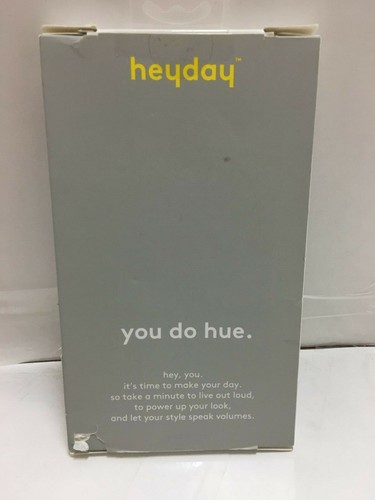 heyday™
you do hue.
hey, you.
it's time to make your day.
so take a minute to live out loud,
to power up your look,
and let your style speak volumes.